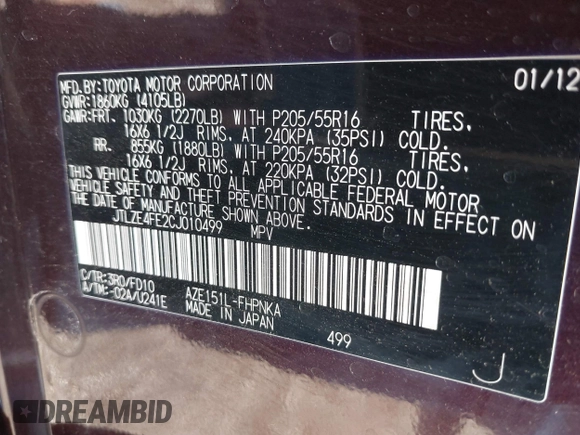 MFD. BY: TOYOTA MOTOR CORPORATION 01/12
GVWR: 1860KG (4105LB)
GAWR: FRT. 1030KG (2270LB) WITH P205/55R16 TIRES,
16X6 1/2J RIMS, AT 240KPA (35PSI) COLD.
RR. 855KG (1880LB) WITH P205/55R16 TIRES,
16X6 1/2J RIMS, AT 220KPA (32PSI) COLD.
THIS VEHICLE CONFORMS TO ALL APPLICABLE FEDERAL MOTOR
VEHICLE SAFETY AND THEFT PREVENTION STANDARDS IN EFFECT ON
THE DATE OF MANUFACTURE SHOWN ABOVE.
JTLZE4FE2CJ010499 MPV
C/TR: 3R0/FD10 AZE151L-FHPNKA
A/TM: -02A/U241E MADE IN JAPAN
499
J
DREAMBID